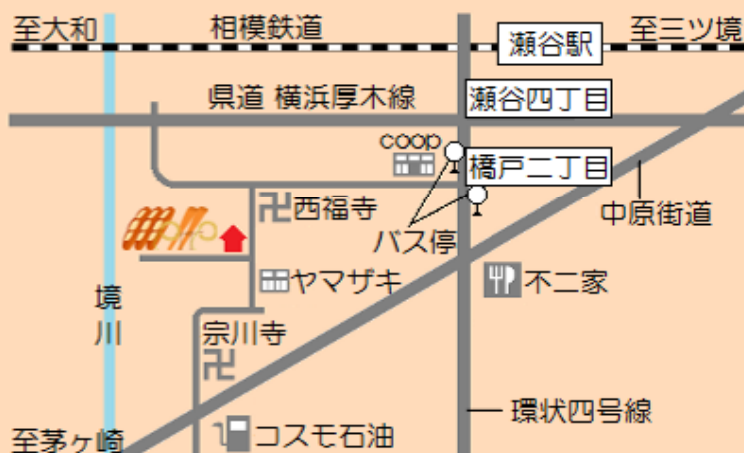 至大和
相模鉄道
瀬谷駅
至三ツ境
県道 横浜厚木線
瀬谷四丁目
coop
橋戸二丁目
西福寺
バス停
中原街道
ヤマザキ
不二家
境川
宗川寺
環状四号線
至茅ヶ崎
コスモ石油